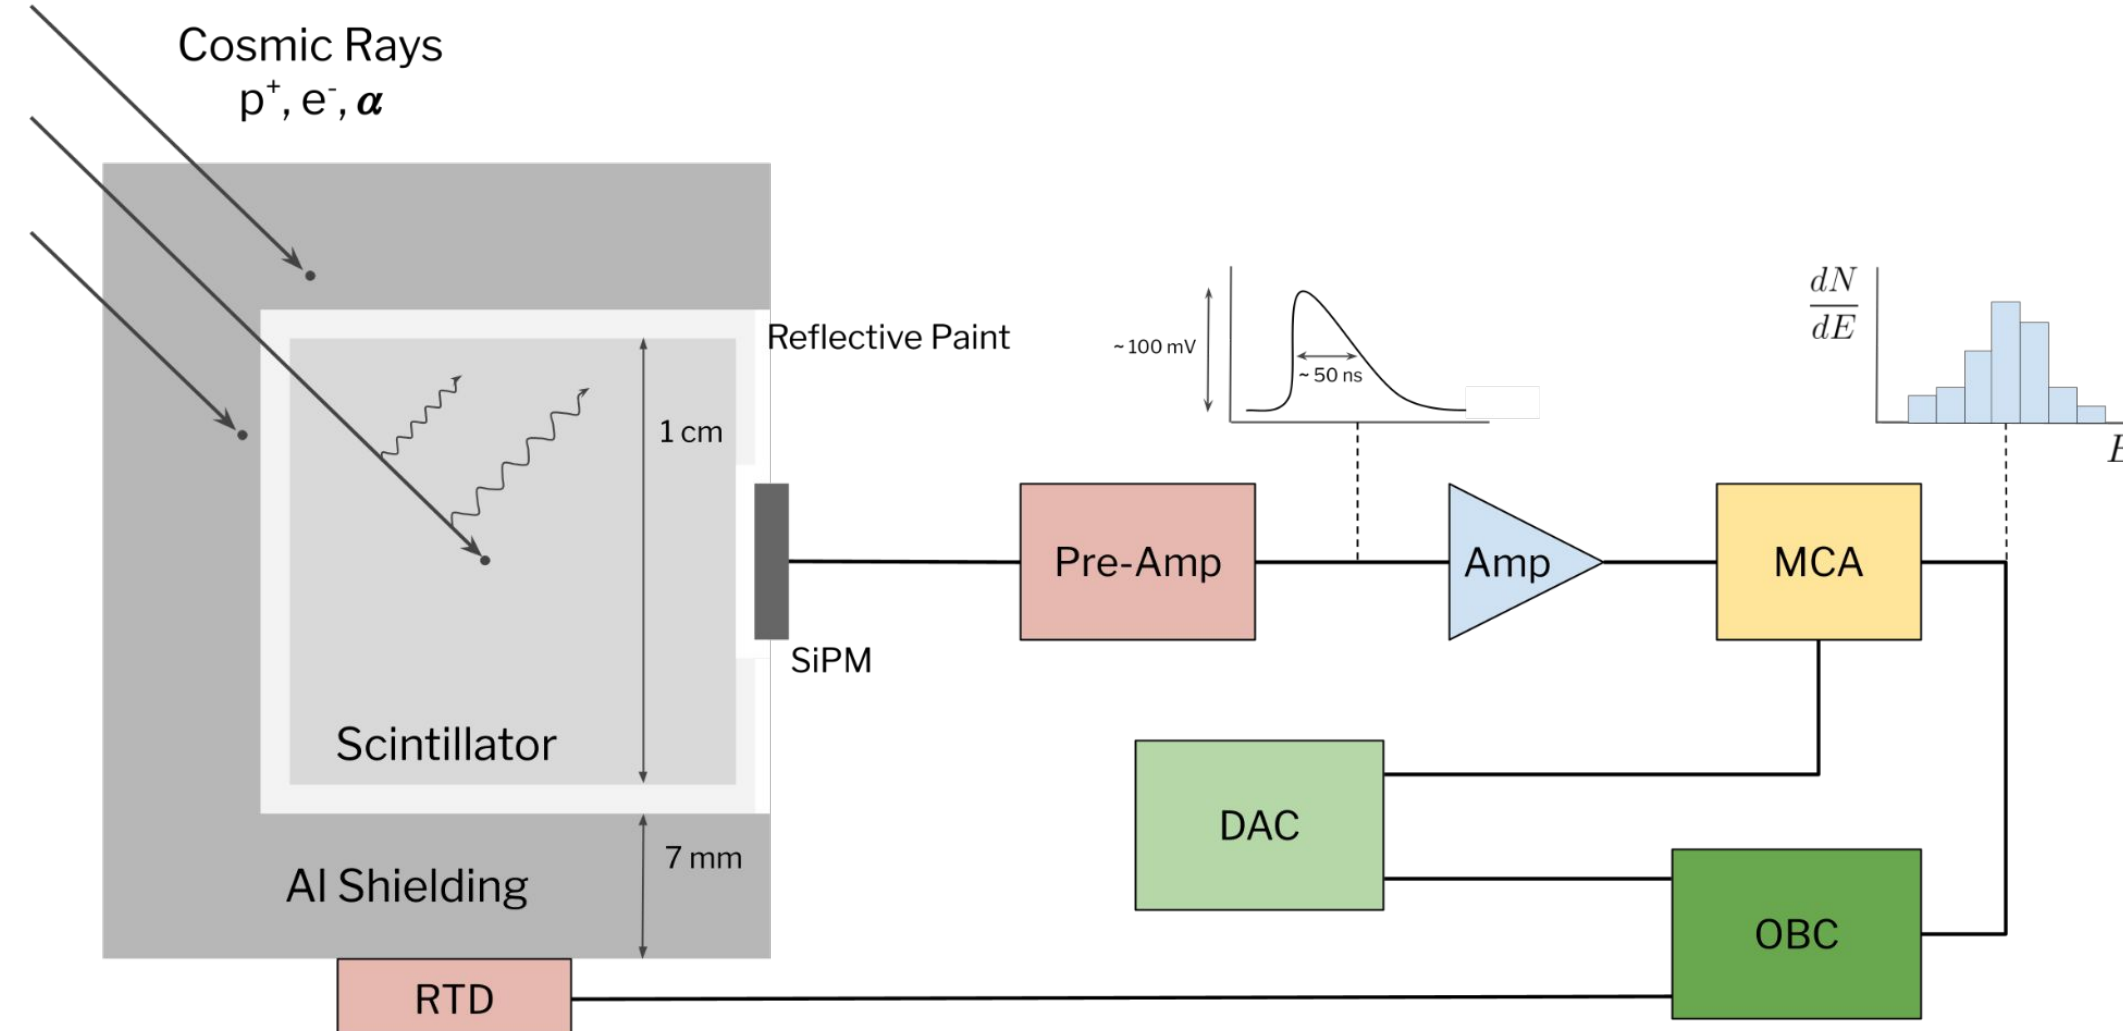 Cosmic Rays
p⁺, e⁻, α
Reflective Paint
1 cm
SiPM
Scintillator
7 mm
Al Shielding
RTD
~ 100 mV
~ 50 ns
Pre-Amp
Amp
MCA
dN
dE
E
DAC
OBC